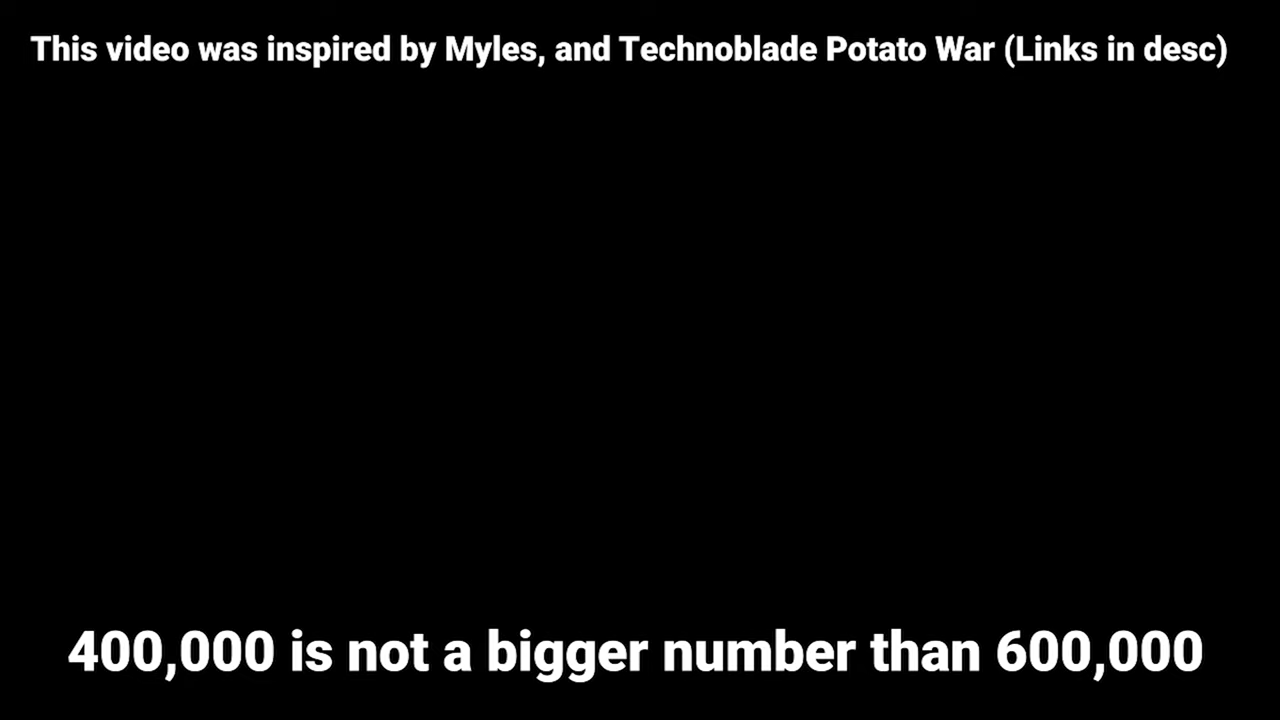 This video was inspired by Myles, and Technoblade Potato War (Links in desc)
400,000 is not a bigger number than 600,000